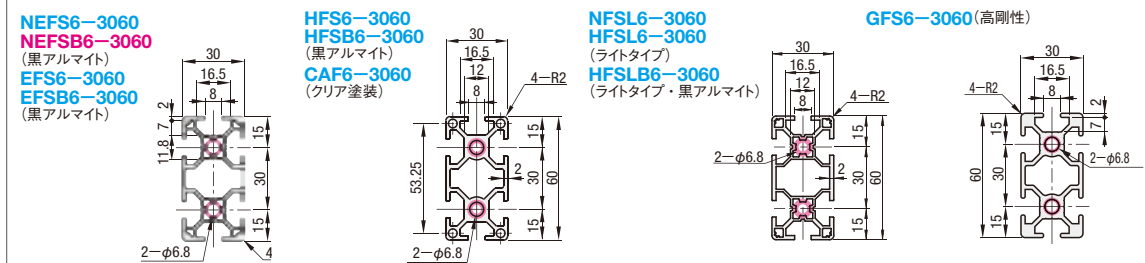 NEFS6−3060
NEFSB6−3060
(黒アルマイト)
EFS6−3060
EFSB6−3060
(黒アルマイト)
30
16.5
8
2
7
11.8
15
30
15
2−φ6.8
4
HFS6−3060
HFSB6−3060
(黒アルマイト)
CAF6−3060
(クリア塗装)
30
16.5
12
8
4−R2
53.25
15
2
30
60
15
2−φ6.8
NFSL6−3060
HFSL6−3060
(ライトタイプ)
HFSLB6−3060
(ライトタイプ・黒アルマイト)
30
16.5
12
8
4−R2
2−φ6.8
15
2
30
60
15
GFS6−3060(高剛性)
30
16.5
8
4−R2
2
7
15
60
30
15
2−φ6.8